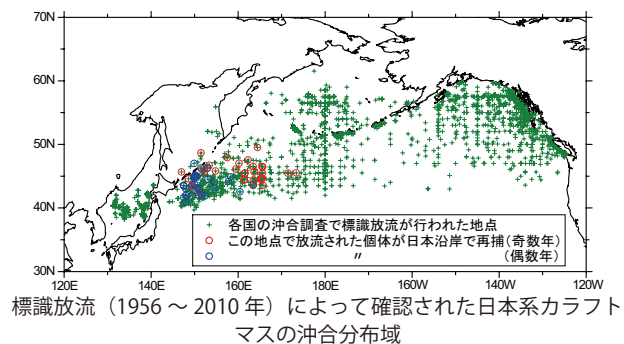 70N
60N
50N
40N
30N
120E 140E 160E 180 160W 140W 120W
各国の沖合調査で標識放流が行われた地点
この地点で放流された個体が日本沿岸で再捕(奇数年)
〃 (偶数年)
標識放流（1956 ～ 2010 年）によって確認された日本系カラフト
マスの沖合分布域